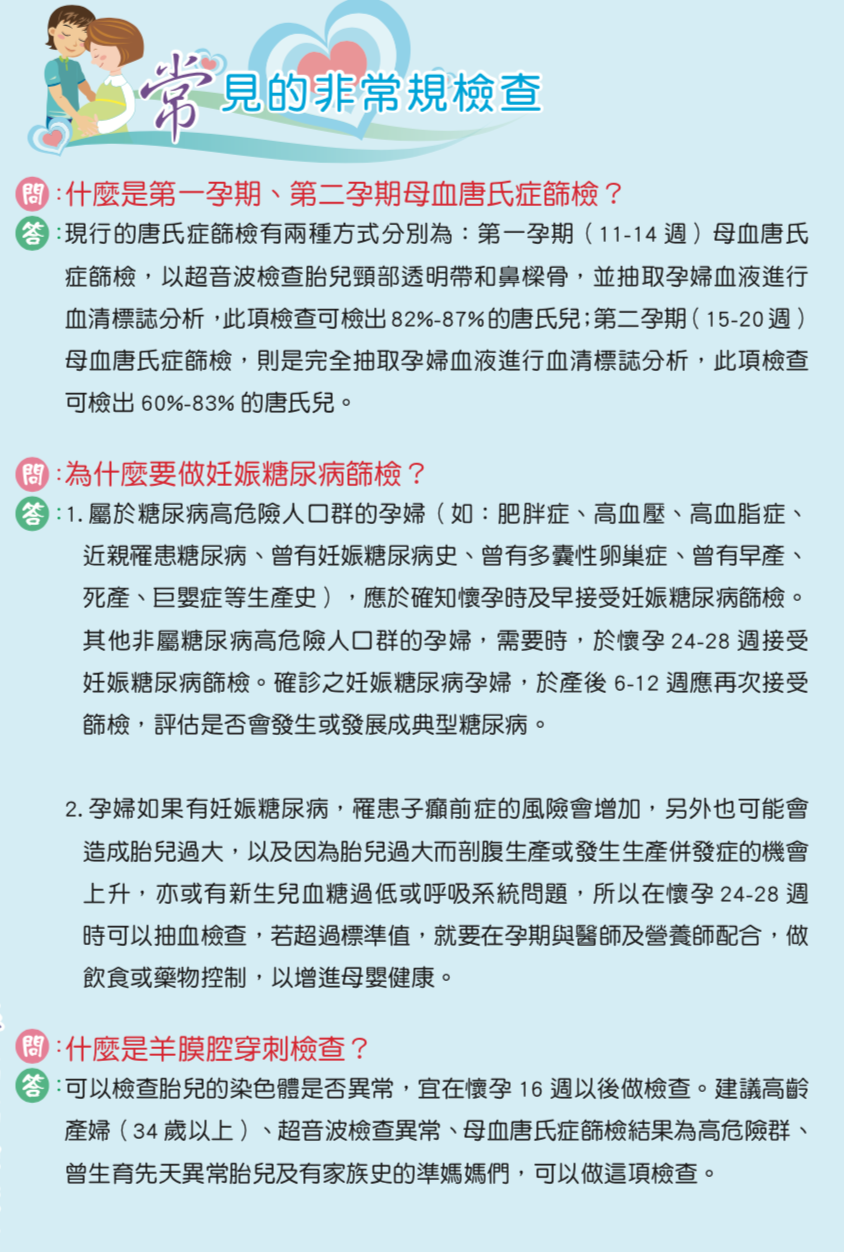 常見的非常規檢查
問:什麼是第一孕期、第二孕期母血唐氏症篩檢？
答:現行的唐氏症篩檢有兩種方式分別為：第一孕期（11-14 週）母血唐氏
症篩檢，以超音波檢查胎兒頸部透明帶和鼻樑骨，並抽取孕婦血液進行
血清標誌分析，此項檢查可檢出 82%-87% 的唐氏兒；第二孕期（15-20 週）
母血唐氏症篩檢，則是完全抽取孕婦血液進行血清標誌分析，此項檢查
可檢出 60%-83% 的唐氏兒。
問:為什麼要做妊娠糖尿病篩檢？
答:1. 屬於糖尿病高危險人口群的孕婦（如：肥胖症、高血壓、高血脂症、
近親罹患糖尿病、曾有妊娠糖尿病史、曾有多囊性卵巢症、曾有早產、
死產、巨嬰症等生產史），應於確知懷孕時及早接受妊娠糖尿病篩檢。
其他非屬糖尿病高危險人口群的孕婦，需要時，於懷孕 24-28 週接受
妊娠糖尿病篩檢。確診之妊娠糖尿病孕婦，於產後 6-12 週應再次接受
篩檢，評估是否會發生或發展成典型糖尿病。
2. 孕婦如果有妊娠糖尿病，罹患子癲前症的風險會增加，另外也可能會
造成胎兒過大，以及因為胎兒過大而剖腹生產或發生生產併發症的機會
上升，亦或有新生兒血糖過低或呼吸系統問題，所以在懷孕 24-28 週
時可以抽血檢查，若超過標準值，就要在孕期與醫師及營養師配合，做
飲食或藥物控制，以增進母嬰健康。
問:什麼是羊膜腔穿刺檢查？
答:可以檢查胎兒的染色體是否異常，宜在懷孕 16 週以後做檢查。建議高齡
產婦（34 歲以上）、超音波檢查異常、母血唐氏症篩檢結果為高危險群、
曾生育先天異常胎兒及有家族史的準媽媽們，可以做這項檢查。